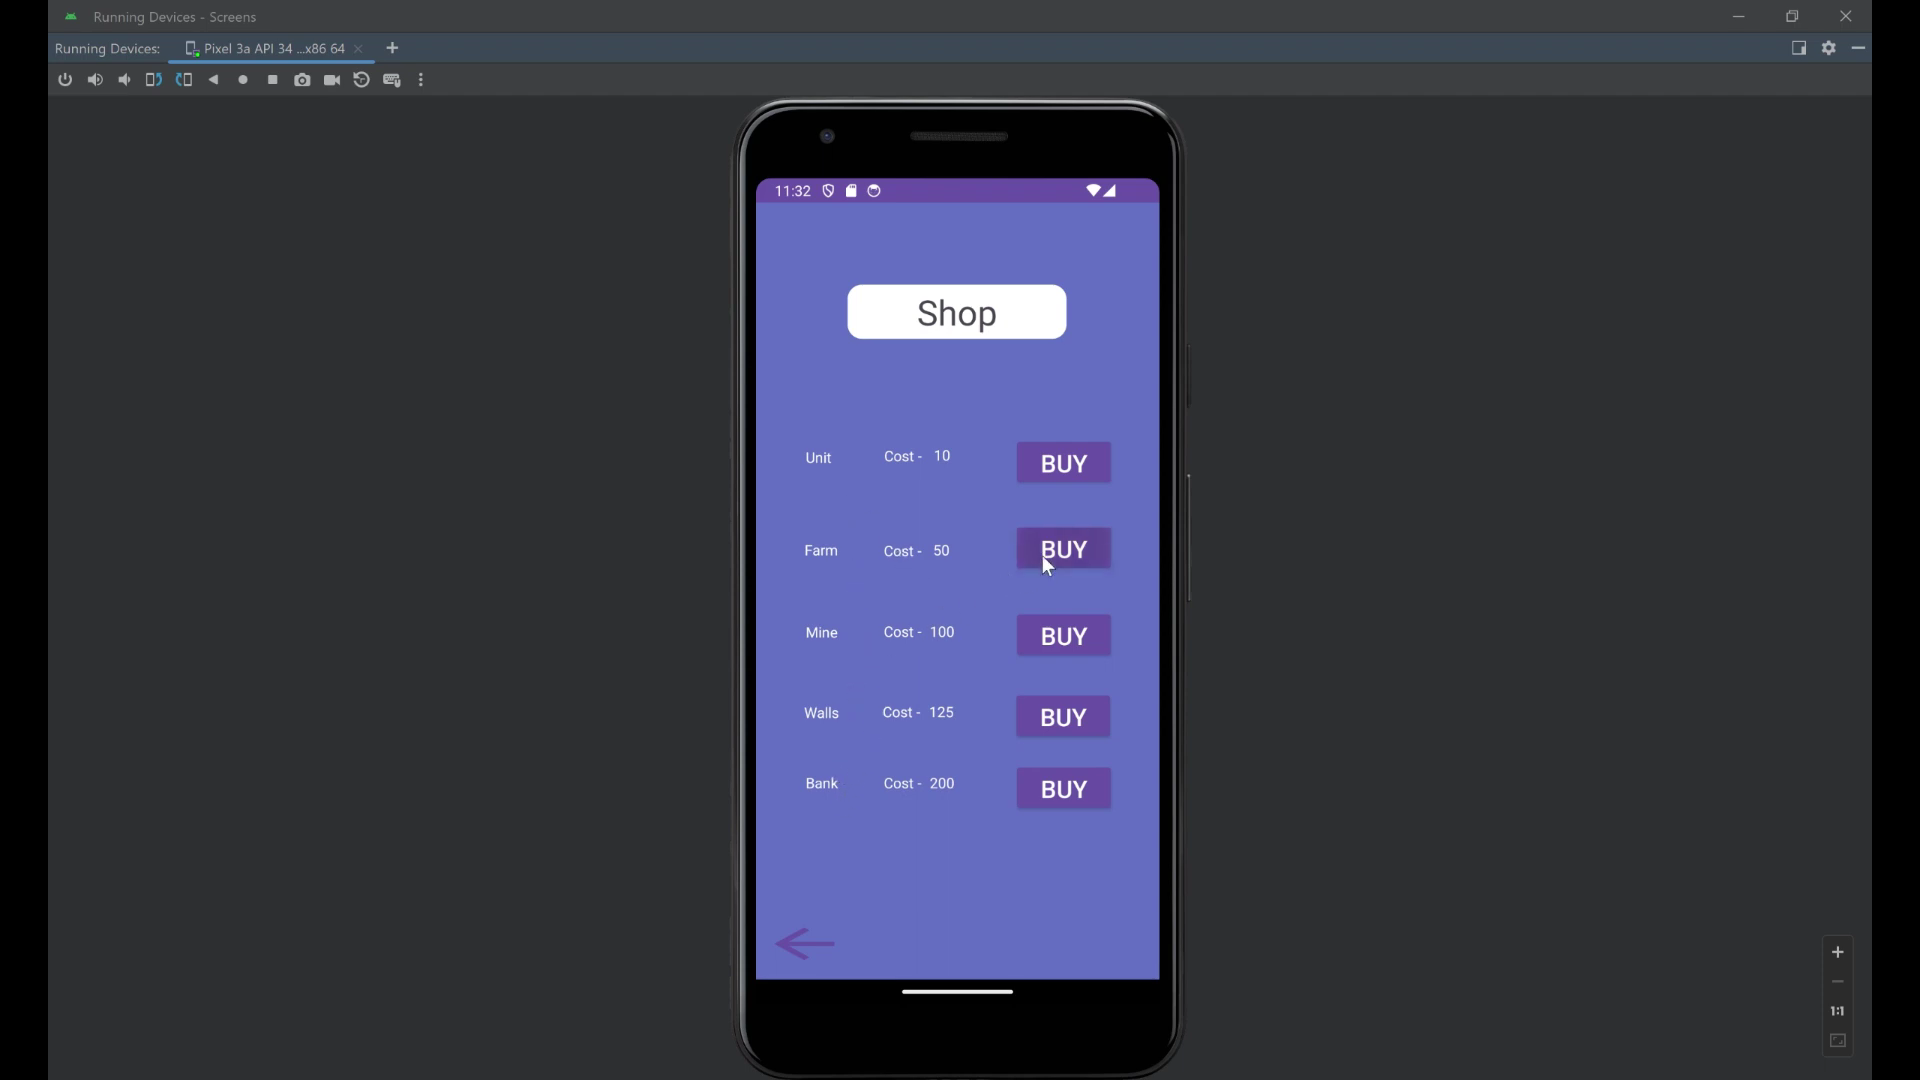 Running Devices - Screens
Running Devices: Pixel 3a API 34 ...x86 64
11:32
Shop
Unit Cost - 10 BUY
Farm Cost - 50 BUY
Mine Cost - 100 BUY
Walls Cost - 125 BUY
Bank Cost - 200 BUY
1:1